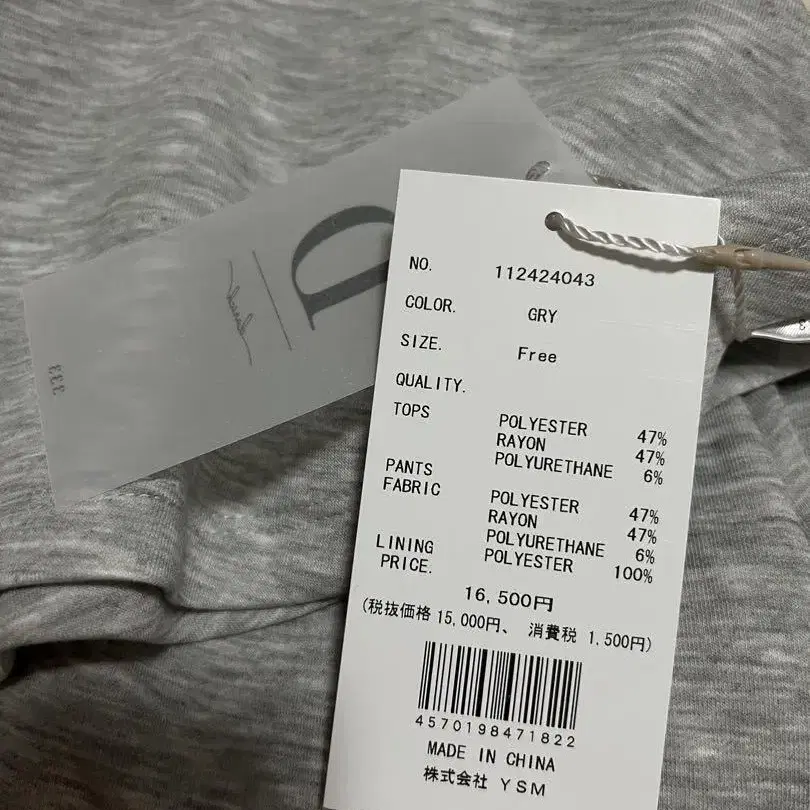 D
333
NO. 112424043
COLOR. GRY
SIZE. Free
QUALITY.
TOPS POLYESTER 47%
RAYON 47%
POLYURETHANE 6%
PANTS
FABRIC POLYESTER 47%
RAYON 47%
POLYURETHANE 6%
LINING POLYESTER 100%
PRICE.
16,500円
(税抜価格 15,000円、 消費税 1,500円)
4570198471822
MADE IN CHINA
株式会社 YSM